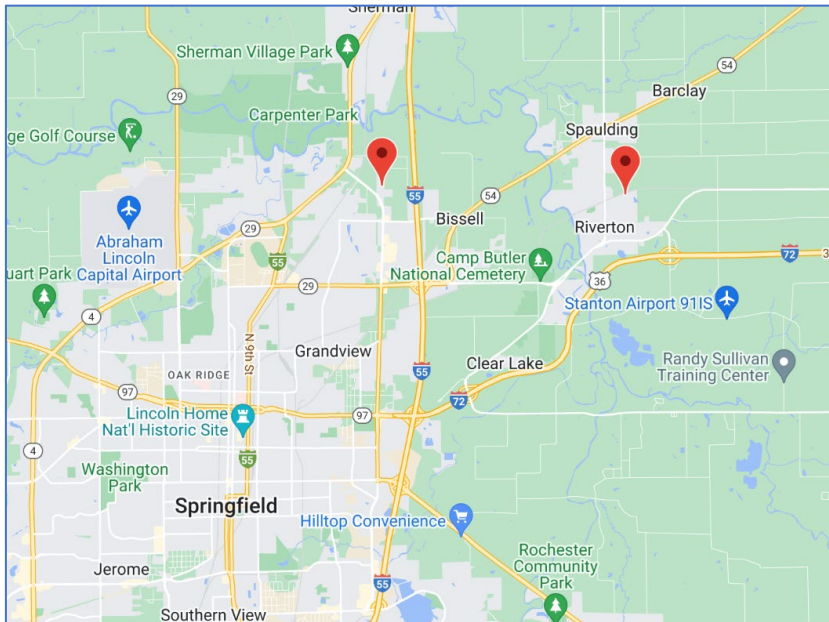 Sherman
Sherman Village Park
54
29
Barclay
Carpenter Park
ge Golf Course
Spaulding
55
54
Bissell
Riverton
29
Abraham
Lincoln
Capital Airport
55
Camp Butler
National Cemetery
72
3
uart Park
36
29
Stanton Airport 91IS
4
N 9th St
Grandview
Clear Lake
55
Randy Sullivan
Training Center
OAK RIDGE
97
72
Lincoln Home
Nat'l Historic Site
97
4
55
Washington
Park
Springfield
Hilltop Convenience
Rochester
Community
Park
Jerome
55
Southern View